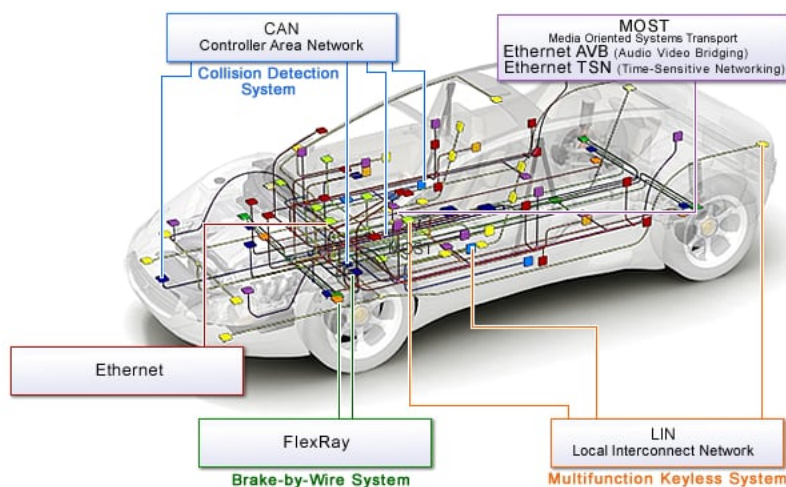 CAN
Controller Area Network
Collision Detection
System
MOST
Media Oriented Systems Transport
Ethernet AVB (Audio Video Bridging)
Ethernet TSN (Time-Sensitive Networking)
Ethernet
FlexRay
Brake-by-Wire System
LIN
Local Interconnect Network
Multifunction Keyless System